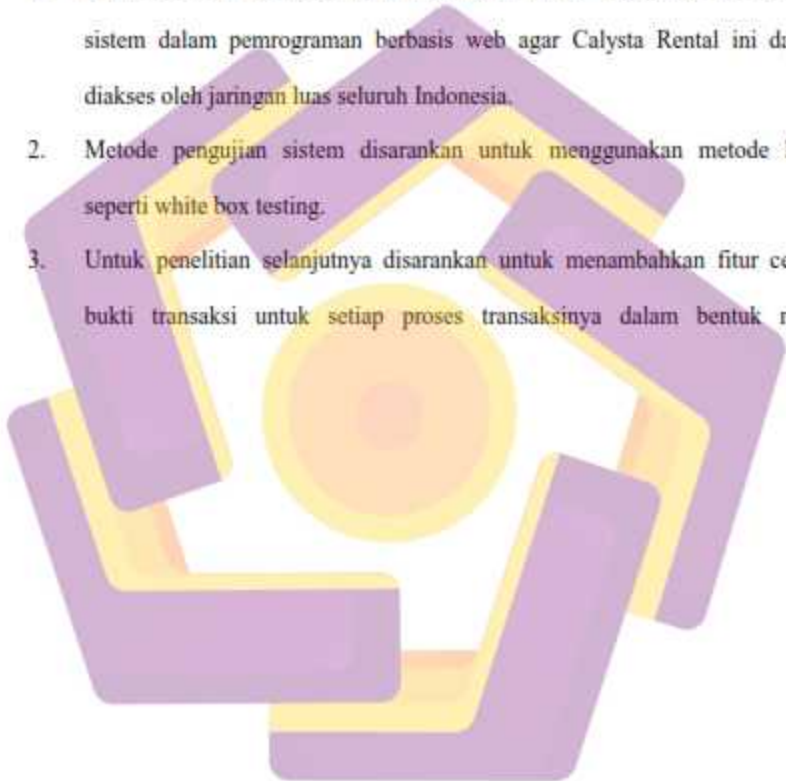 sistem dalam pemrograman berbasis web agar Calysta Rental ini
diakses oleh jaringan luas seluruh Indonesia.
2. Metode pengujian sistem disarankan untuk menggunakan metode
seperti white box testing.
3. Untuk penelitian selanjutnya disarankan untuk menambahkan fitur
bukti transaksi untuk setiap proses transaksinya dalam bentuk